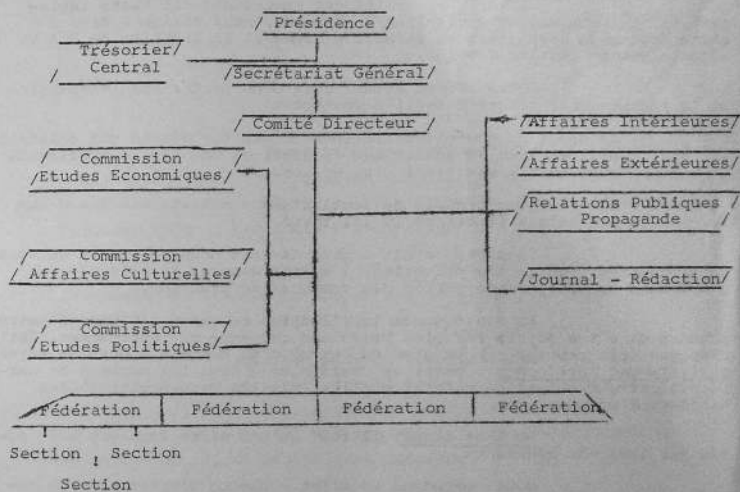 Présidence
Trésorier
Central
Secrétariat Général
Comité Directeur
Affaires Intérieures
Commission
Etudes Economiques
Affaires Extérieures
Relations Publiques
Propagande
Commission
Affaires Culturelles
Journal - Rédaction
Commission
Etudes Politiques
Fédération Fédération Fédération Fédération
Section Section
Section